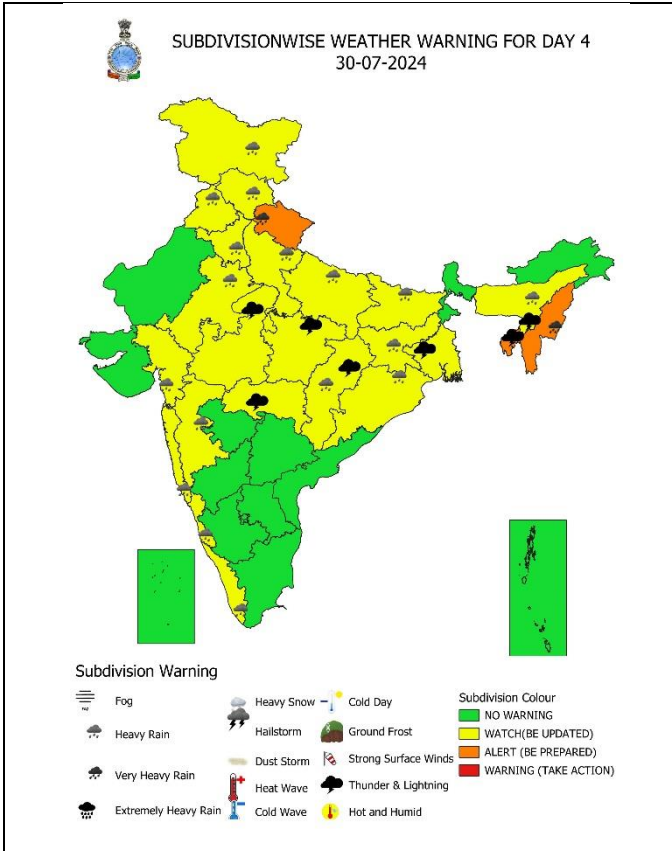 SUBDIVISIONWISE WEATHER WARNING FOR DAY 4
30-07-2024
Subdivision Warning
Fog
Heavy Rain
Very Heavy Rain
Extremely Heavy Rain
Heavy Snow
Hailstorm
Dust Storm
Heat Wave
Cold Wave
Cold Day
Ground Frost
Strong Surface Winds
Thunder & Lightning
Hot and Humid
Subdivision Colour
NO WARNING
WATCH(BE UPDATED)
ALERT (BE PREPARED)
WARNING (TAKE ACTION)